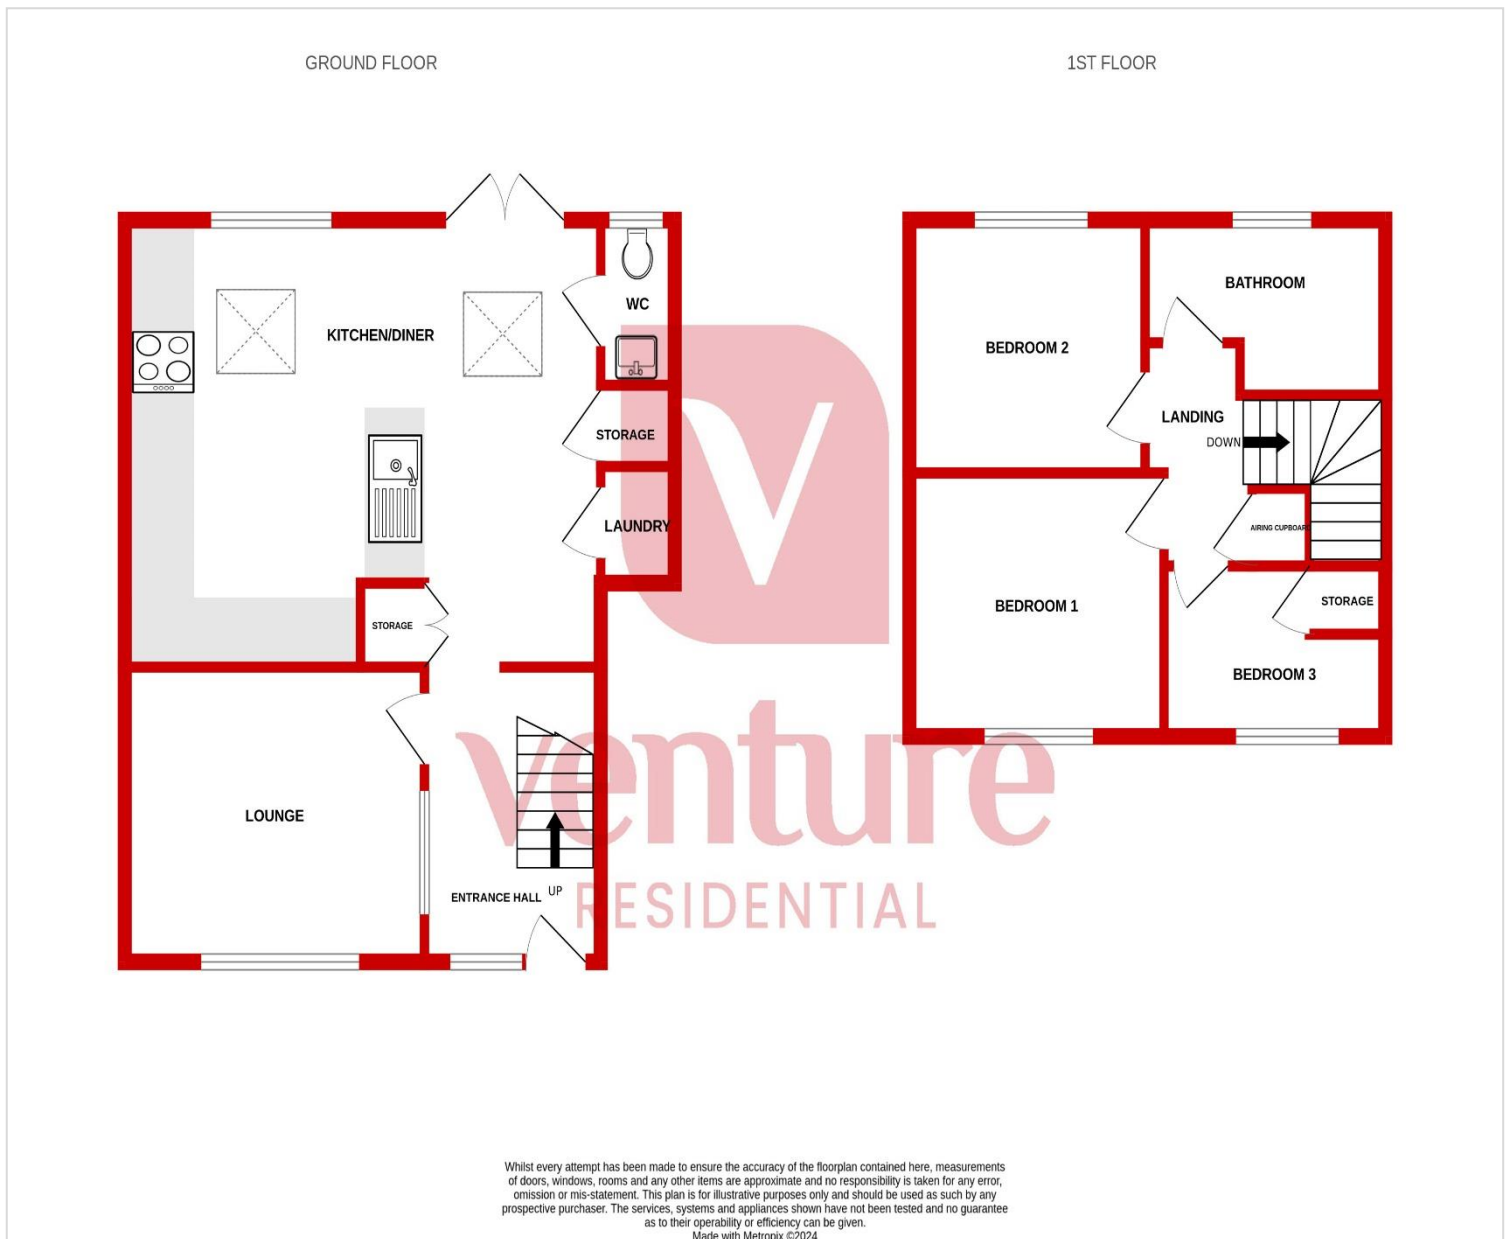 GROUND FLOOR
1ST FLOOR
KITCHEN/DINER
WC
STORAGE
LAUNDRY
STORAGE
LOUNGE
ENTRANCE HALL
UP
BEDROOM 2
BATHROOM
LANDING
DOWN
AIRING CUPBOARD
BEDROOM 1
STORAGE
BEDROOM 3
venture
RESIDENTIAL
Whilst every attempt has been made to ensure the accuracy of the floorplan contained here, measurements
of doors, windows, rooms and any other items are approximate and no responsibility is taken for any error,
omission or mis-statement. This plan is for illustrative purposes only and should be used as such by any
prospective purchaser. The services, systems and appliances shown have not been tested and no guarantee
as to their operability or efficiency can be given.
Made with Metropix ©2024